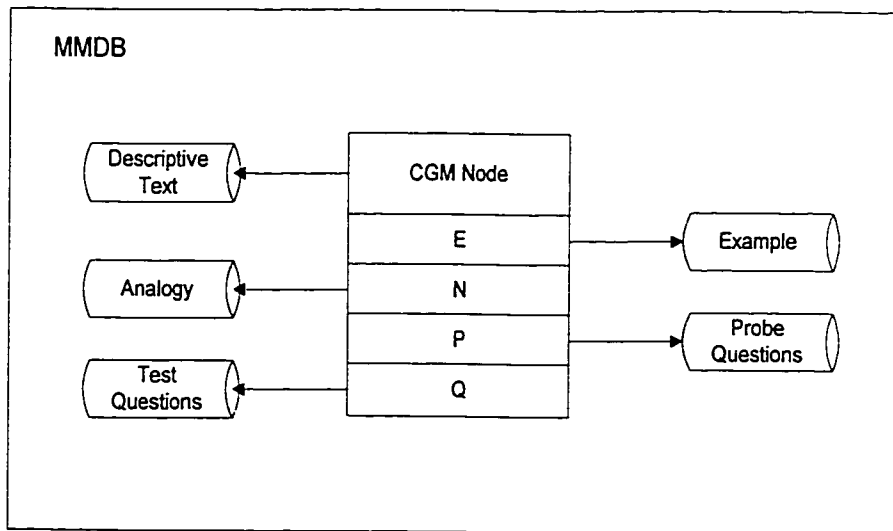 MMDB
Descriptive
Text
CGM Node
E
Example
Analogy
N
P
Probe
Questions
Test
Questions
Q